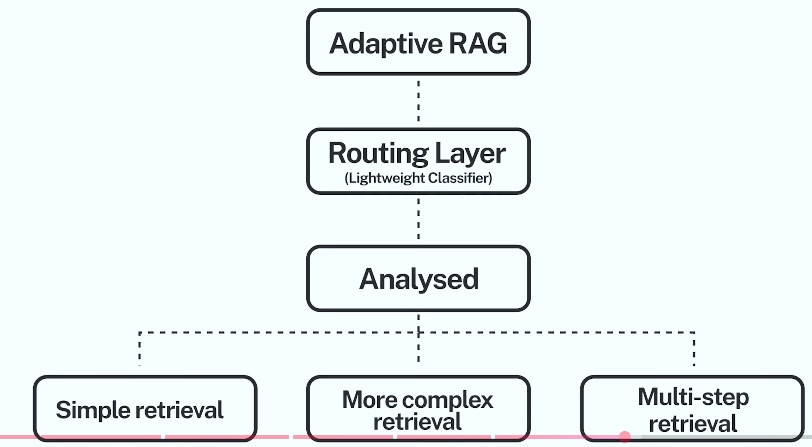 Adaptive RAG
Routing Layer
(Lightweight Classifier)
Analysed
Simple retrieval
More complex
retrieval
Multi-step
retrieval